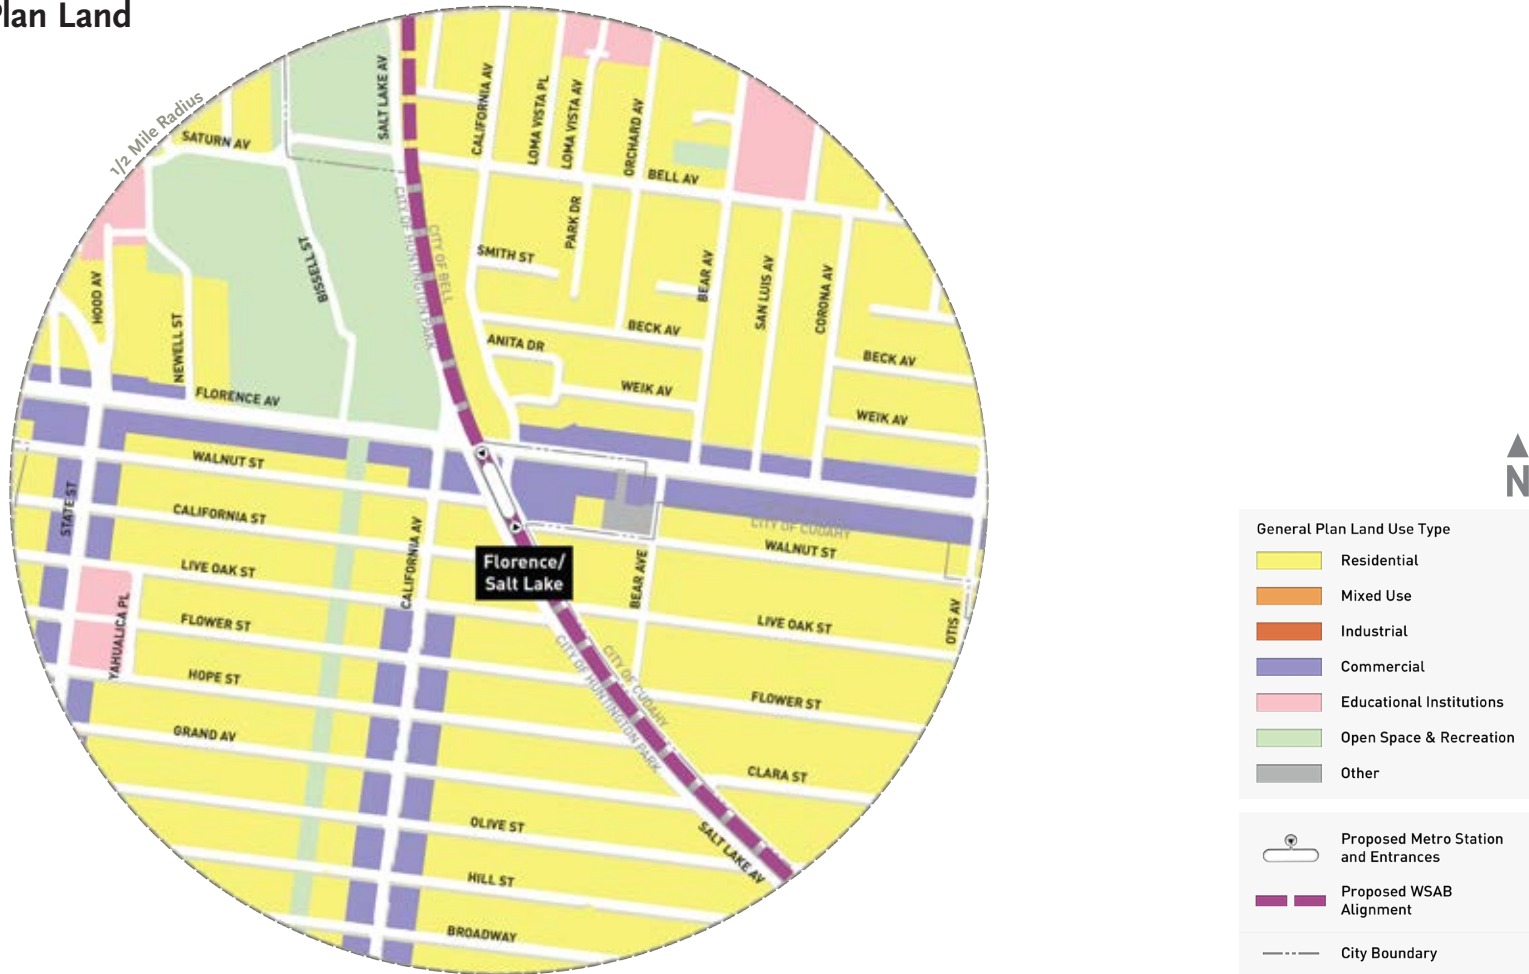 Plan Land
1/2 Mile Radius
SATURN AV
SALT LAKE AV
CALIFORNIA AV
LOMA VISTA PL
LOMA VISTA AV
ORCHARD AV
BELL AV
PARK DR
SMITH ST
BEAR AV
SAN LUIS AV
CORONA AV
HOOD AV
NEWELL ST
BISSELL ST
CITY OF HUNTINGTON PARK
CITY OF BELL
BECK AV
ANITA DR
WEIK AV
BECK AV
WEIK AV
FLORENCE AV
WALNUT ST
STATE ST
CALIFORNIA ST
CALIFORNIA AV
CITY OF CUDAHY
WALNUT ST
Florence/
Salt Lake
BEAR AVE
OTIS AV
LIVE OAK ST
LIVE OAK ST
YAHUALICA PL
FLOWER ST
HOPE ST
CITY OF CUDAHY
CITY OF HUNTINGTON PARK
FLOWER ST
GRAND AV
CLARA ST
OLIVE ST
SALT LAKE AV
HILL ST
BROADWAY
N
General Plan Land Use Type
Residential
Mixed Use
Industrial
Commercial
Educational Institutions
Open Space & Recreation
Other
Proposed Metro Station
and Entrances
Proposed WSAB
Alignment
City Boundary